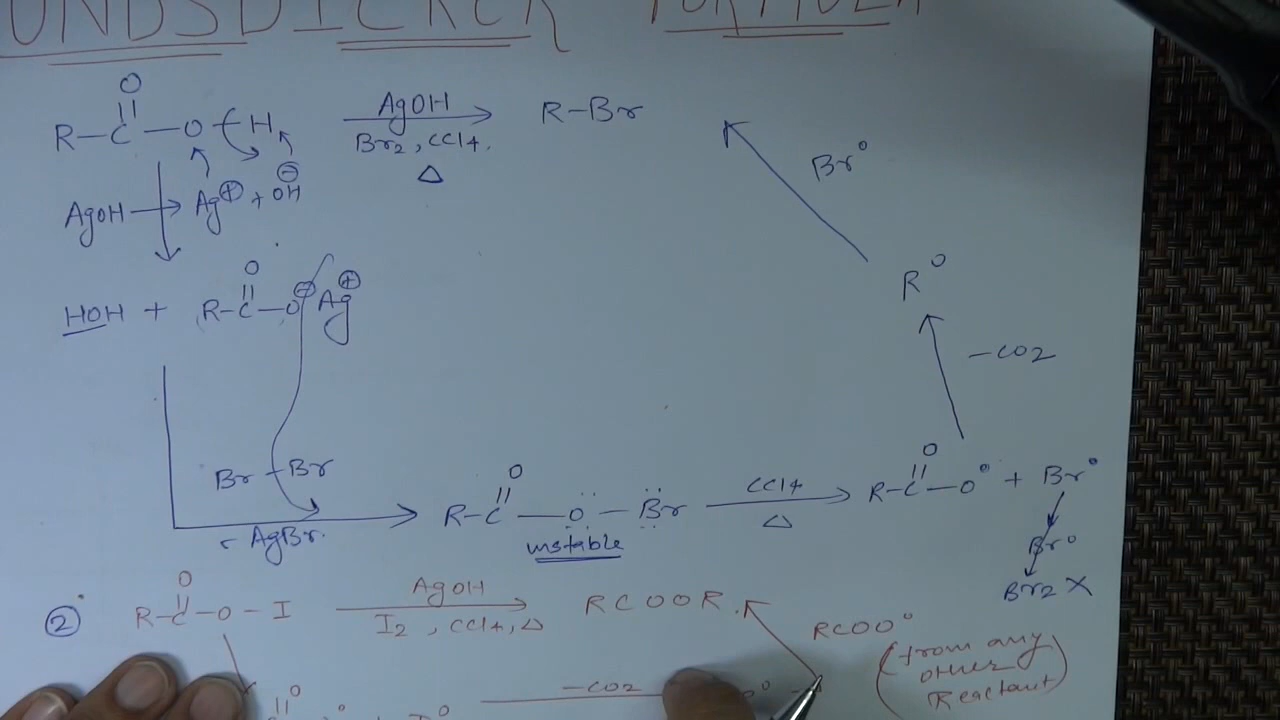 UNDSDICKER FORMULA
O
R-C-O-H AgOH R-Br
Br2, CCl4.
△
Br°
AgOH → Ag⊕ + OH⊖
R°
O
HOH + R-C-O⊖ Ag⊕
-CO2
Br-Br
- AgBr.
O
R-C-O-Br
unstable
CCl4
△
O
R-C-O° + Br°
Br°
Br2 X
② O
R-C-O-I AgOH RCOOR.
I2, CCl4, △
RCOO°
(from any
other
Reactant)
-CO2
O